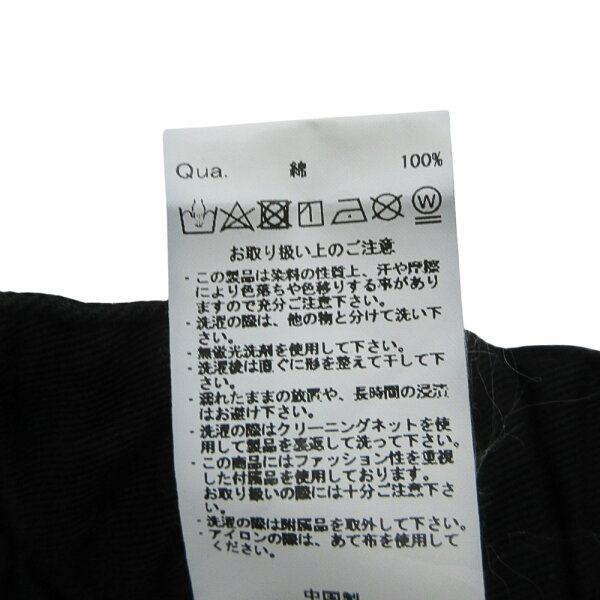 Qua. 綿 100%
W
お取り扱い上のご注意
・この製品は染料の性質上、汗や摩擦
により色落ちや色移りする事があり
ますので充分ご注意下さい。
・洗濯の際は、他の物と分けて洗い下
さい。
・無蛍光洗剤を使用して下さい。
・洗濯後は直ぐに形を整えて干して下
さい。
・濡れたままの放置や、長時間の浸漬
はお避け下さい。
・洗濯の際はクリーニングネットを使
用して製品を裏返して洗って下さい。
・この商品にはファッション性を重視
した付属品を使用しております。
お取り扱いの際には十分ご注意下さ
い。
・洗濯の際は附属品を取外して下さい。
・アイロンの際は、あて布を使用して
ください。
中国製